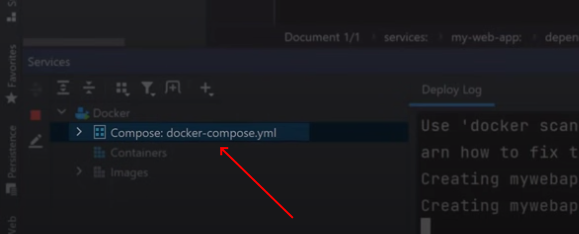 Document 1/1 services: my-web-app: depen
Services
Favorites
Deploy Log
Docker
Compose: docker-compose.yml
Containers
Images
Persistence
Use 'docker scan
arn how to fix t
Creating mywebap
Creating mywebap